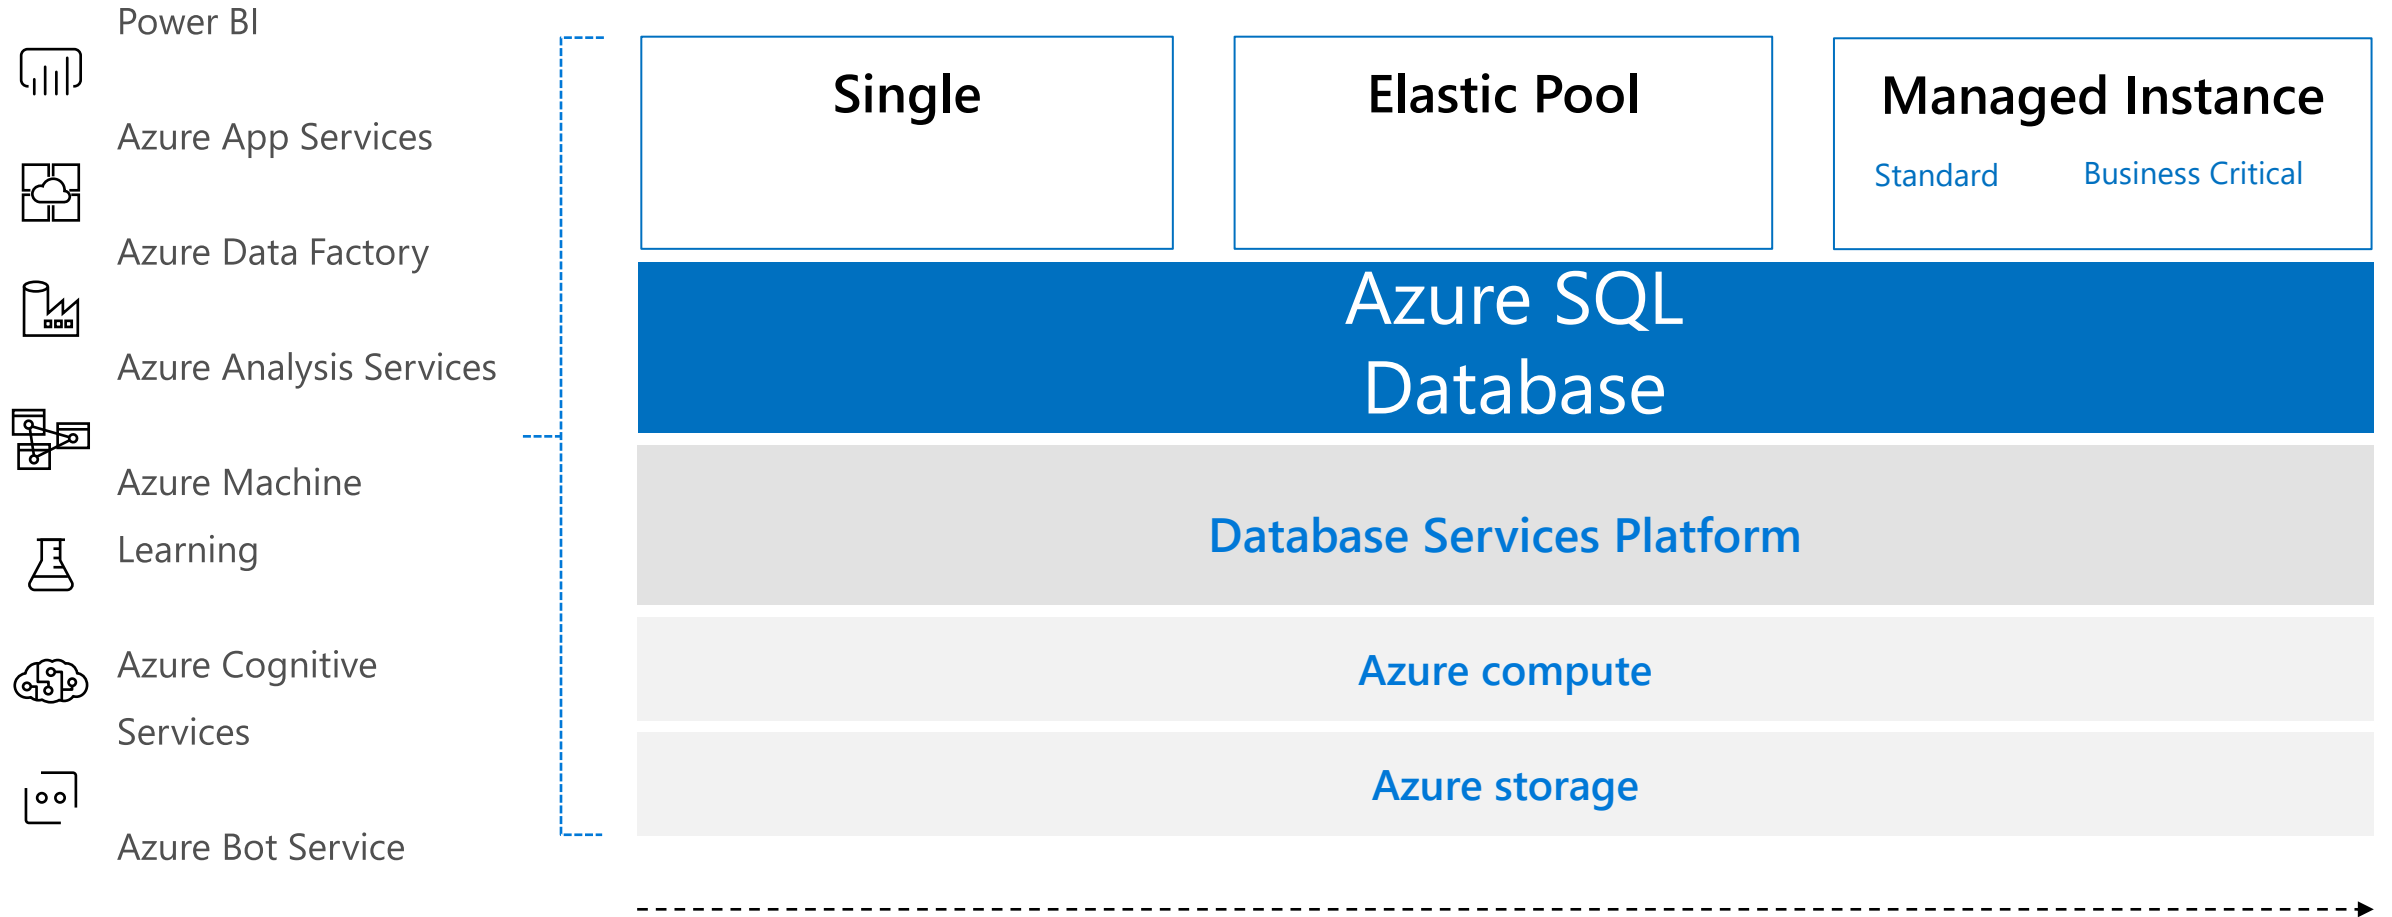 Power BI
Azure App Services
Azure Data Factory
Azure Analysis Services
Azure Machine
Learning
Azure Cognitive
Services
Azure Bot Service
Single
Elastic Pool
Managed Instance
Standard
Business Critical
Azure SQL
Database
Database Services Platform
Azure compute
Azure storage